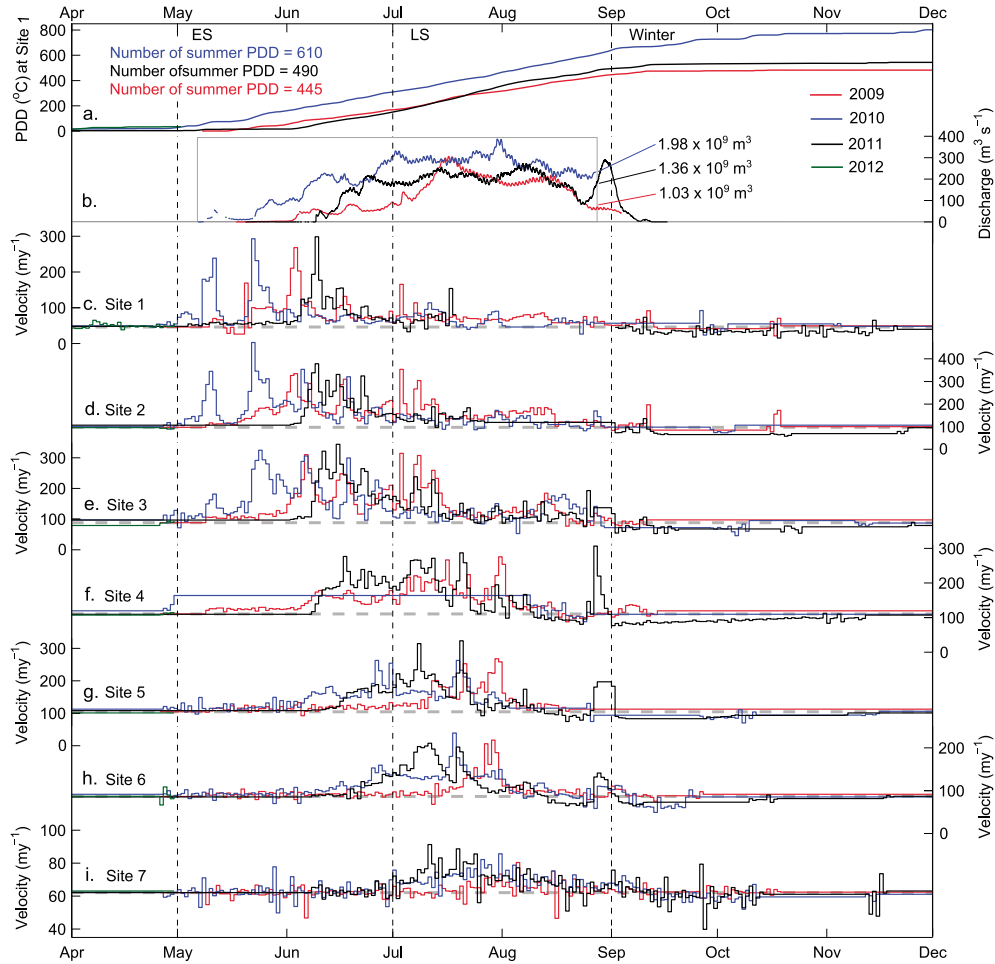 Apr May Jun Jul Aug Sep Oct Nov Dec
ES LS Winter
PDD (°C) at Site 1
800
600
400
200
0
Number of summer PDD = 610
Number ofsummer PDD = 490
Number of summer PDD = 445
2009
2010
2011
2012
a.
b.
1.98 x 10⁹ m³
1.36 x 10⁹ m³
1.03 x 10⁹ m³
400
300
200
100
0
Discharge (m³ s⁻¹)
Velocity (my⁻¹)
300
200
100
0
c. Site 1
d. Site 2
400
300
200
100
0
Velocity (my⁻¹)
Velocity (my⁻¹)
300
200
100
0
e. Site 3
f. Site 4
300
200
100
0
Velocity (my⁻¹)
Velocity (my⁻¹)
300
200
100
0
g. Site 5
h. Site 6
200
100
0
Velocity (my⁻¹)
Velocity (my⁻¹)
100
80
60
40
i. Site 7
Apr May Jun Jul Aug Sep Oct Nov Dec